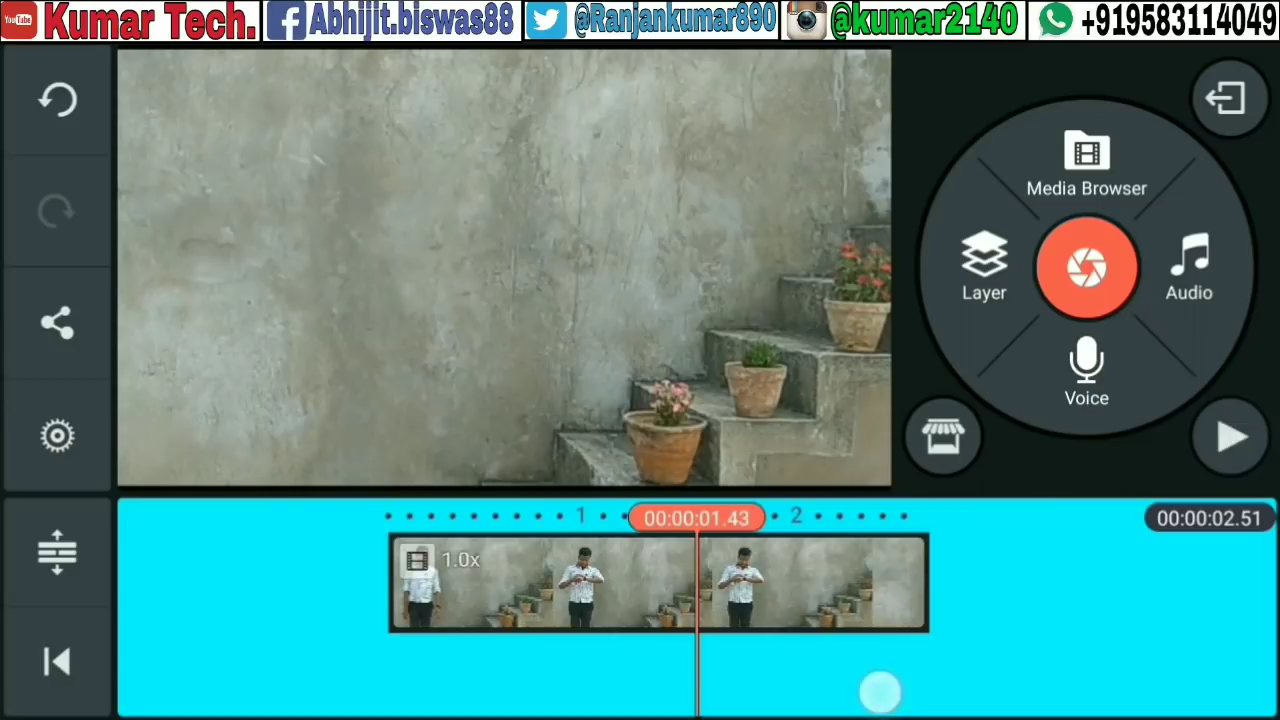 YouTube Kumar Tech. Abhijit.biswas88 @Ranjankumar890 @kumar2140 +919583114049
Media Browser
Layer
Audio
Voice
1 00:00:01.43 2 00:00:02.51
1.0x